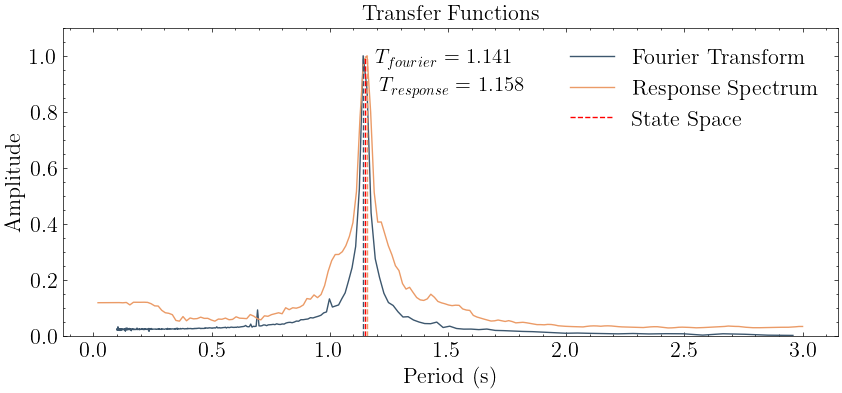 Transfer Functions
T_fourier = 1.141
T_response = 1.158
Fourier Transform
Response Spectrum
State Space
Amplitude
1.0
0.8
0.6
0.4
0.2
0.0
0.0 0.5 1.0 1.5 2.0 2.5 3.0
Period (s)